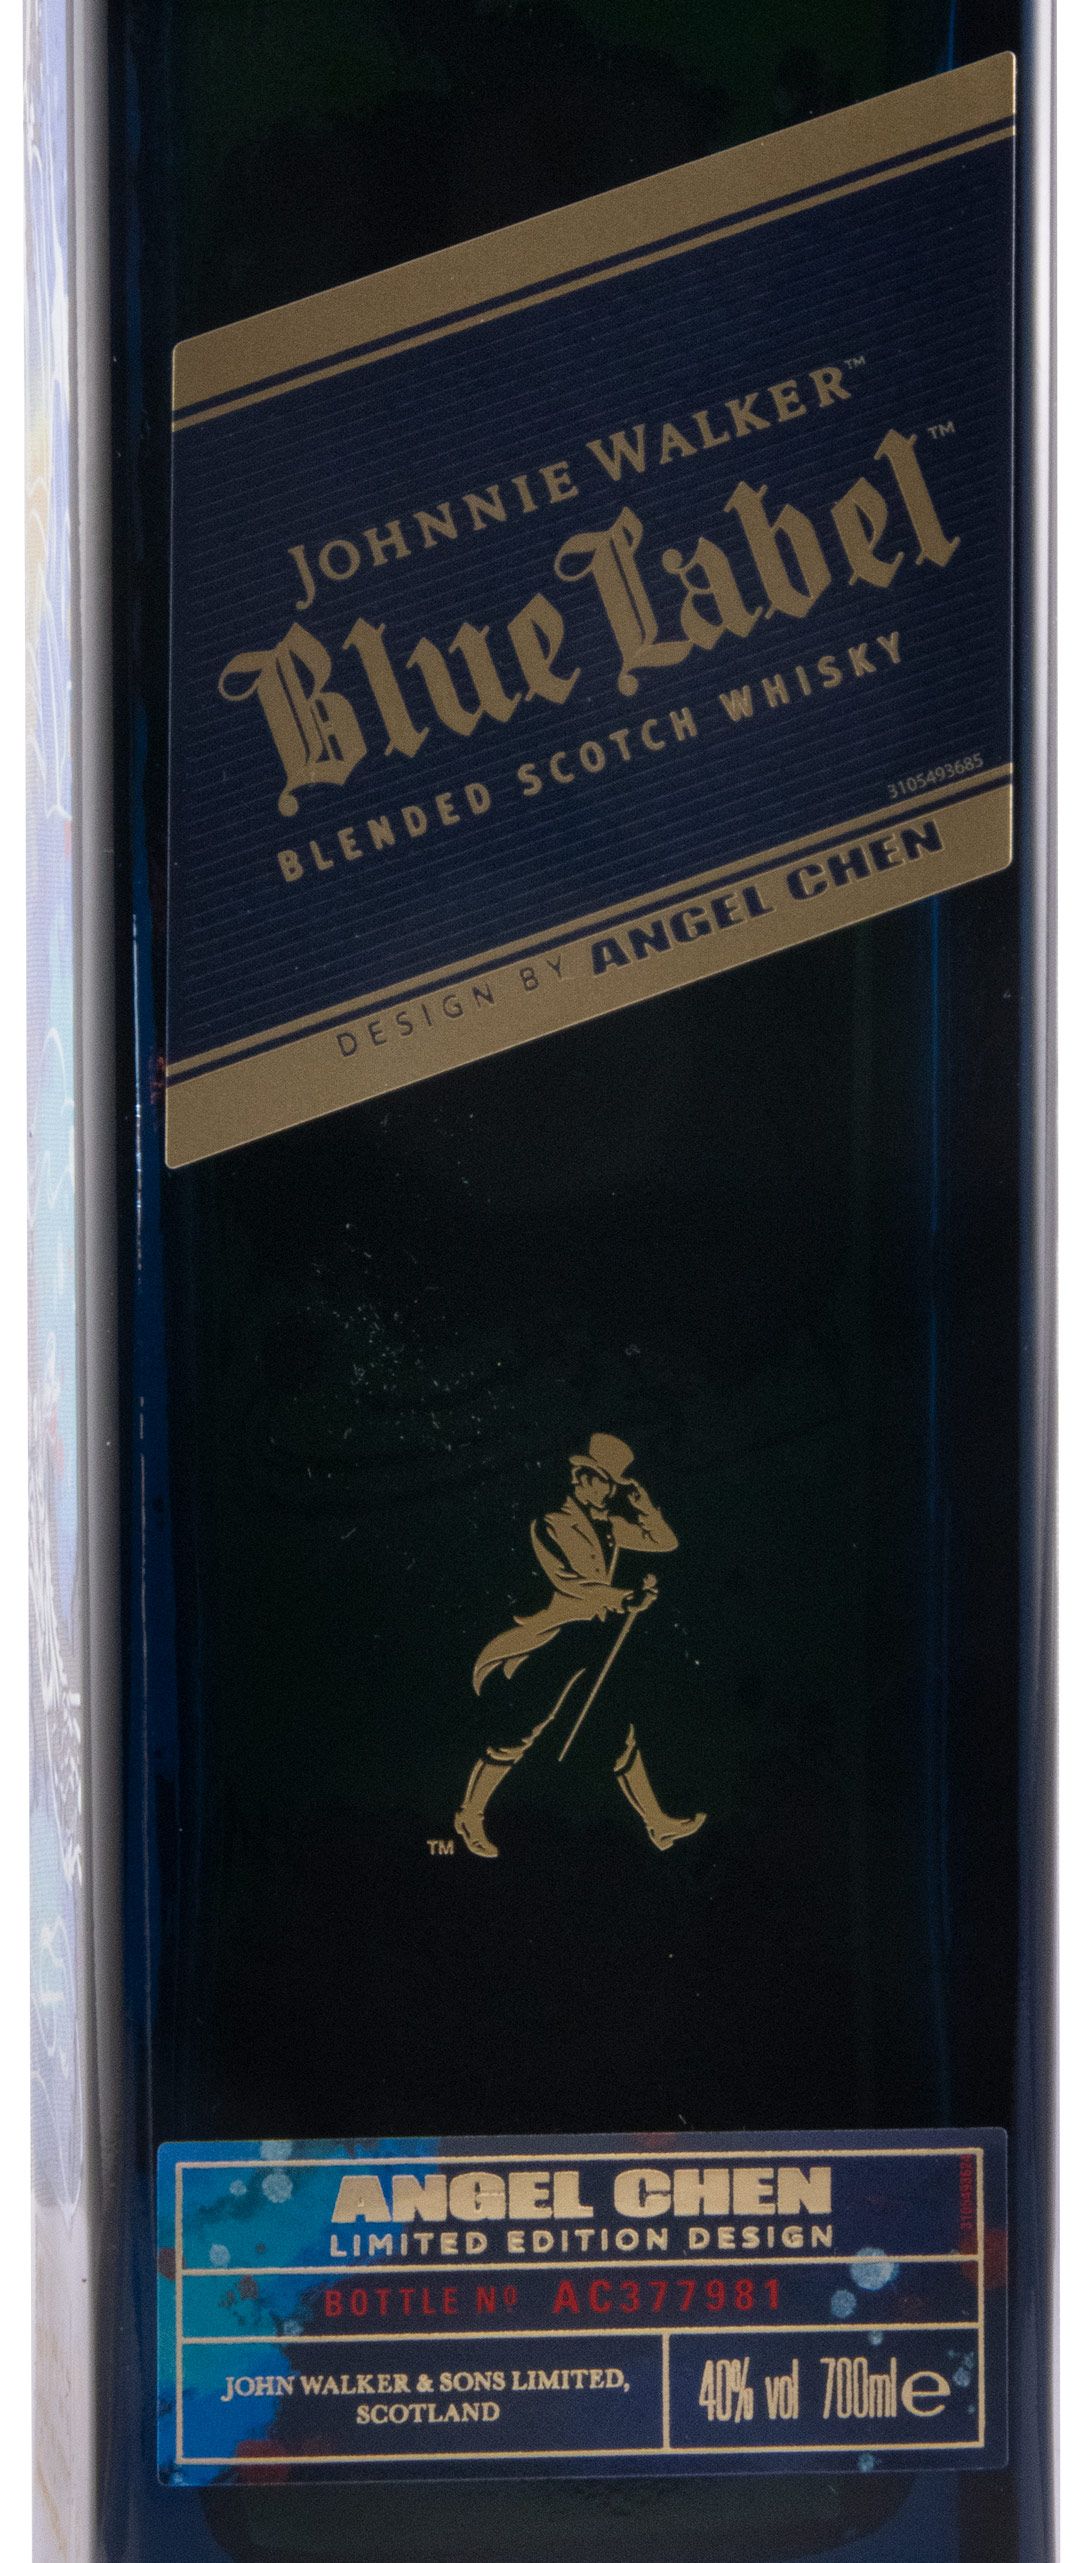 JOHNNIE WALKER™
Blue Label™
BLENDED SCOTCH WHISKY
3105493685
DESIGN BY ANGEL CHEN
TM
ANGEL CHEN
LIMITED EDITION DESIGN
BOTTLE Nº AC377981
JOHN WALKER & SONS LIMITED,
SCOTLAND
40% vol 700ml e